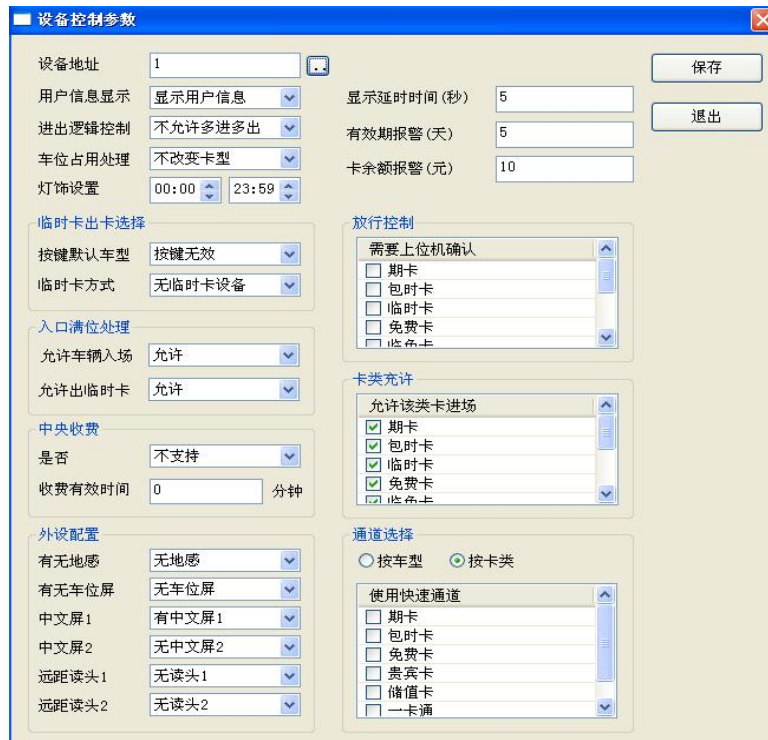 设备控制参数
设备地址 1 ..
保存
用户信息显示 显示用户信息
显示延时时间(秒) 5
退出
进出逻辑控制 不允许多进多出
有效期报警(天) 5
车位占用处理 不改变卡型
卡余额报警(元) 10
灯饰设置 00:00 23:59
临时卡出卡选择
按键默认车型 按键无效
临时卡方式 无临时卡设备
放行控制
需要上位机确认
期卡
包时卡
临时卡
免费卡
临免卡
入口满位处理
允许车辆入场 允许
允许出临时卡 允许
卡类充许
允许该类卡进场
期卡
包时卡
临时卡
免费卡
临免卡
中央收费
是否 不支持
收费有效时间 0 分钟
外设配置
有无地感 无地感
有无车位屏 无车位屏
中文屏1 有中文屏1
中文屏2 无中文屏2
远距读头1 无读头1
远距读头2 无读头2
通道选择
按车型 按卡类
使用快速通道
期卡
包时卡
免费卡
贵宾卡
储值卡
一卡通